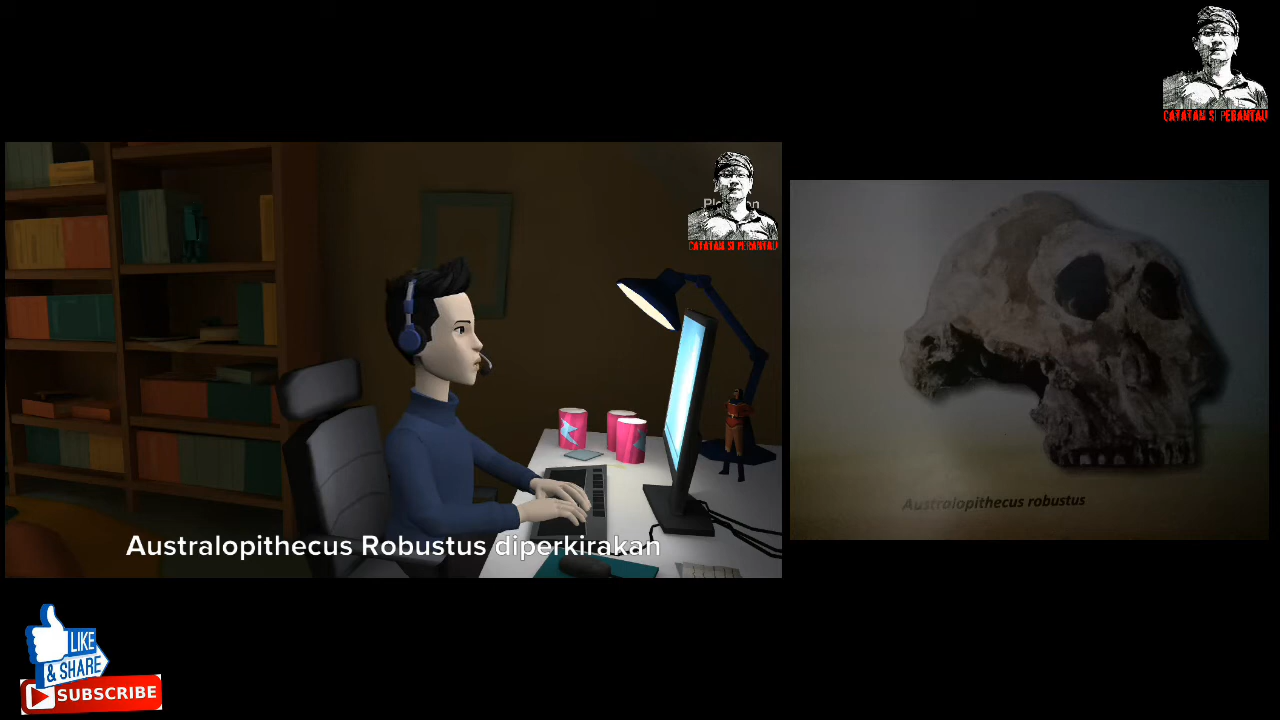 CATATAN SI PERANTAU
CATATAN SI PERANTAU
Australopithecus Robustus diperkirakan
Australopithecus robustus
LIKE
& SHARE
SUBSCRIBE